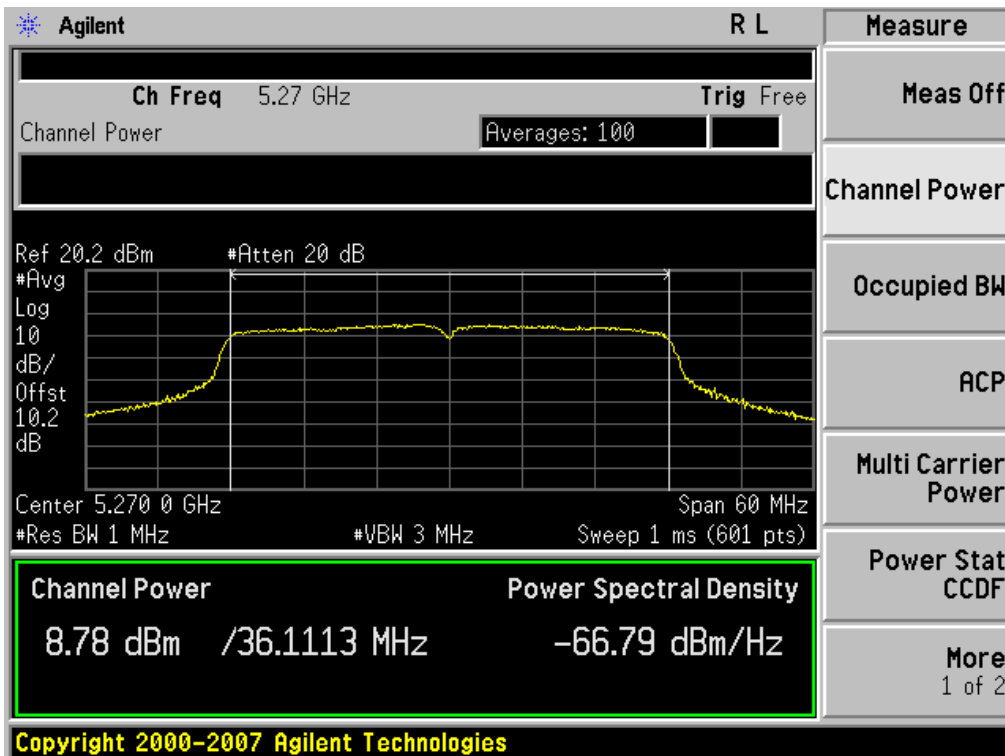 Agilent
R L
Measure
Ch Freq 5.27 GHz
Trig Free
Channel Power
Averages: 100
Meas Off
Channel Power
Occupied BW
ACP
Multi Carrier
Power
Power Stat
CCDF
More
1 of 2
Ref 20.2 dBm
#Atten 20 dB
#Avg
Log
10
dB/
Offst
10.2
dB
Center 5.270 0 GHz
Span 60 MHz
#Res BW 1 MHz
#VBW 3 MHz
Sweep 1 ms (601 pts)
Channel Power
Power Spectral Density
8.78 dBm /36.1113 MHz
-66.79 dBm/Hz
Copyright 2000-2007 Agilent Technologies